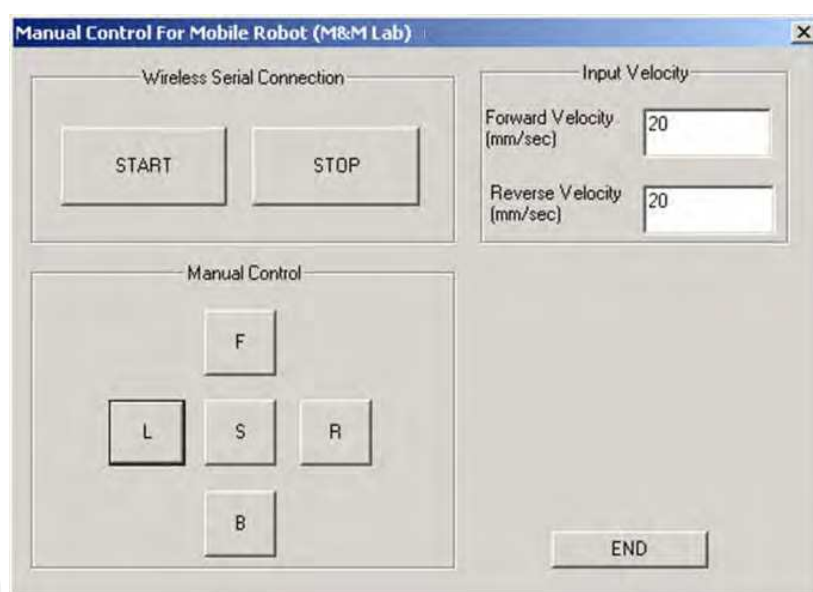 Manual Control For Mobile Robot (M&M Lab)
Wireless Serial Connection
START
STOP
Input Velocity
Forward Velocity
(mm/sec)
20
Reverse Velocity
(mm/sec)
20
Manual Control
F
L
S
R
B
END